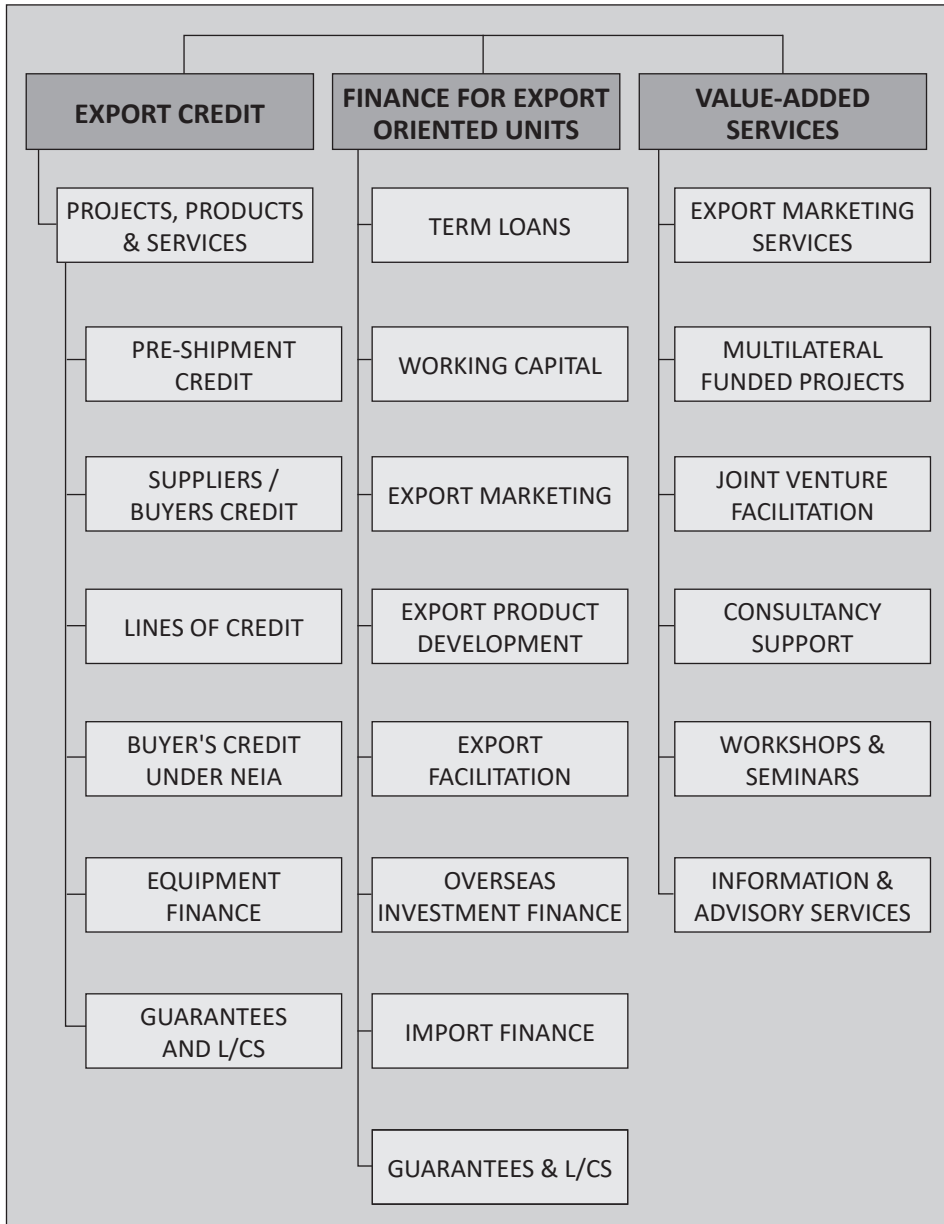 EXPORT CREDIT
PROJECTS, PRODUCTS
& SERVICES
PRE-SHIPMENT
CREDIT
SUPPLIERS /
BUYERS CREDIT
LINES OF CREDIT
BUYER'S CREDIT
UNDER NEIA
EQUIPMENT
FINANCE
GUARANTEES
AND L/CS
FINANCE FOR EXPORT
ORIENTED UNITS
TERM LOANS
WORKING CAPITAL
EXPORT MARKETING
EXPORT PRODUCT
DEVELOPMENT
EXPORT
FACILITATION
OVERSEAS
INVESTMENT FINANCE
IMPORT FINANCE
GUARANTEES & L/CS
VALUE-ADDED
SERVICES
EXPORT MARKETING
SERVICES
MULTILATERAL
FUNDED PROJECTS
JOINT VENTURE
FACILITATION
CONSULTANCY
SUPPORT
WORKSHOPS &
SEMINARS
INFORMATION &
ADVISORY SERVICES